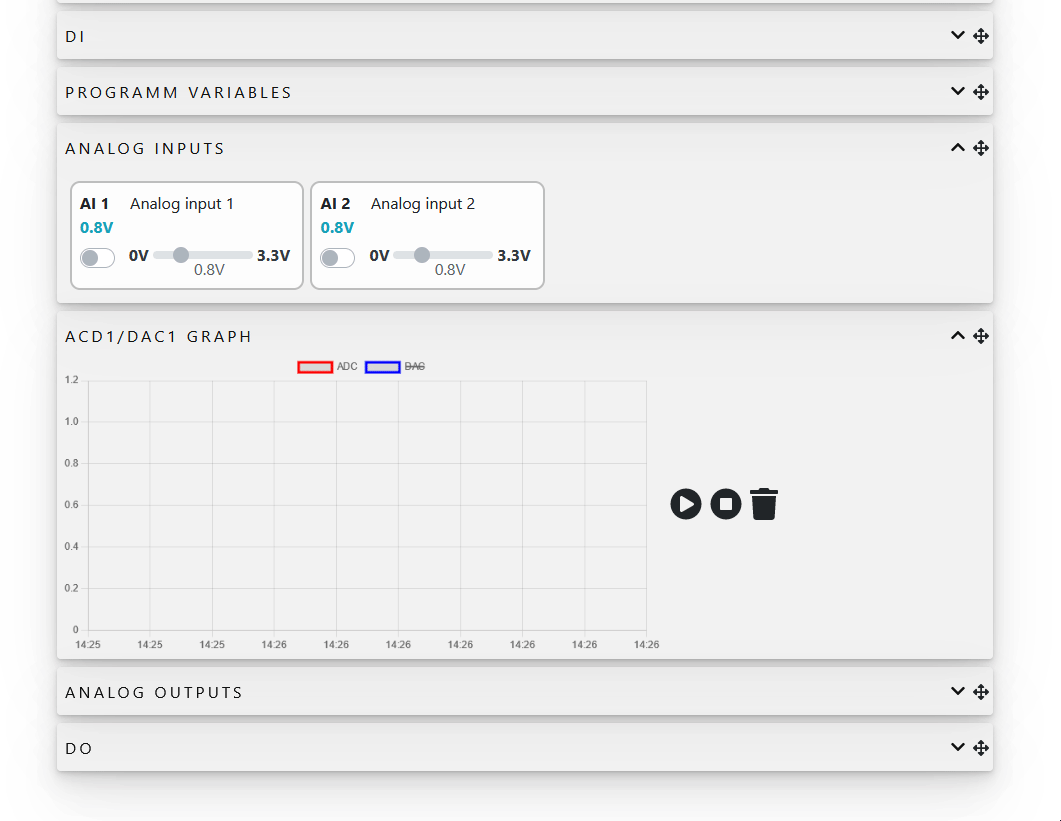 DI
PROGRAMM VARIABLES
ANALOG INPUTS
AI 1 Analog input 1
0.8V
0V 3.3V
0.8V
AI 2 Analog input 2
0.8V
0V 3.3V
0.8V
ACD1/DAC1 GRAPH
ADC DAC
1.2
1.0
0.8
0.6
0.4
0.2
0
14:25 14:25 14:25 14:26 14:26 14:26 14:26 14:26 14:26 14:26
ANALOG OUTPUTS
DO